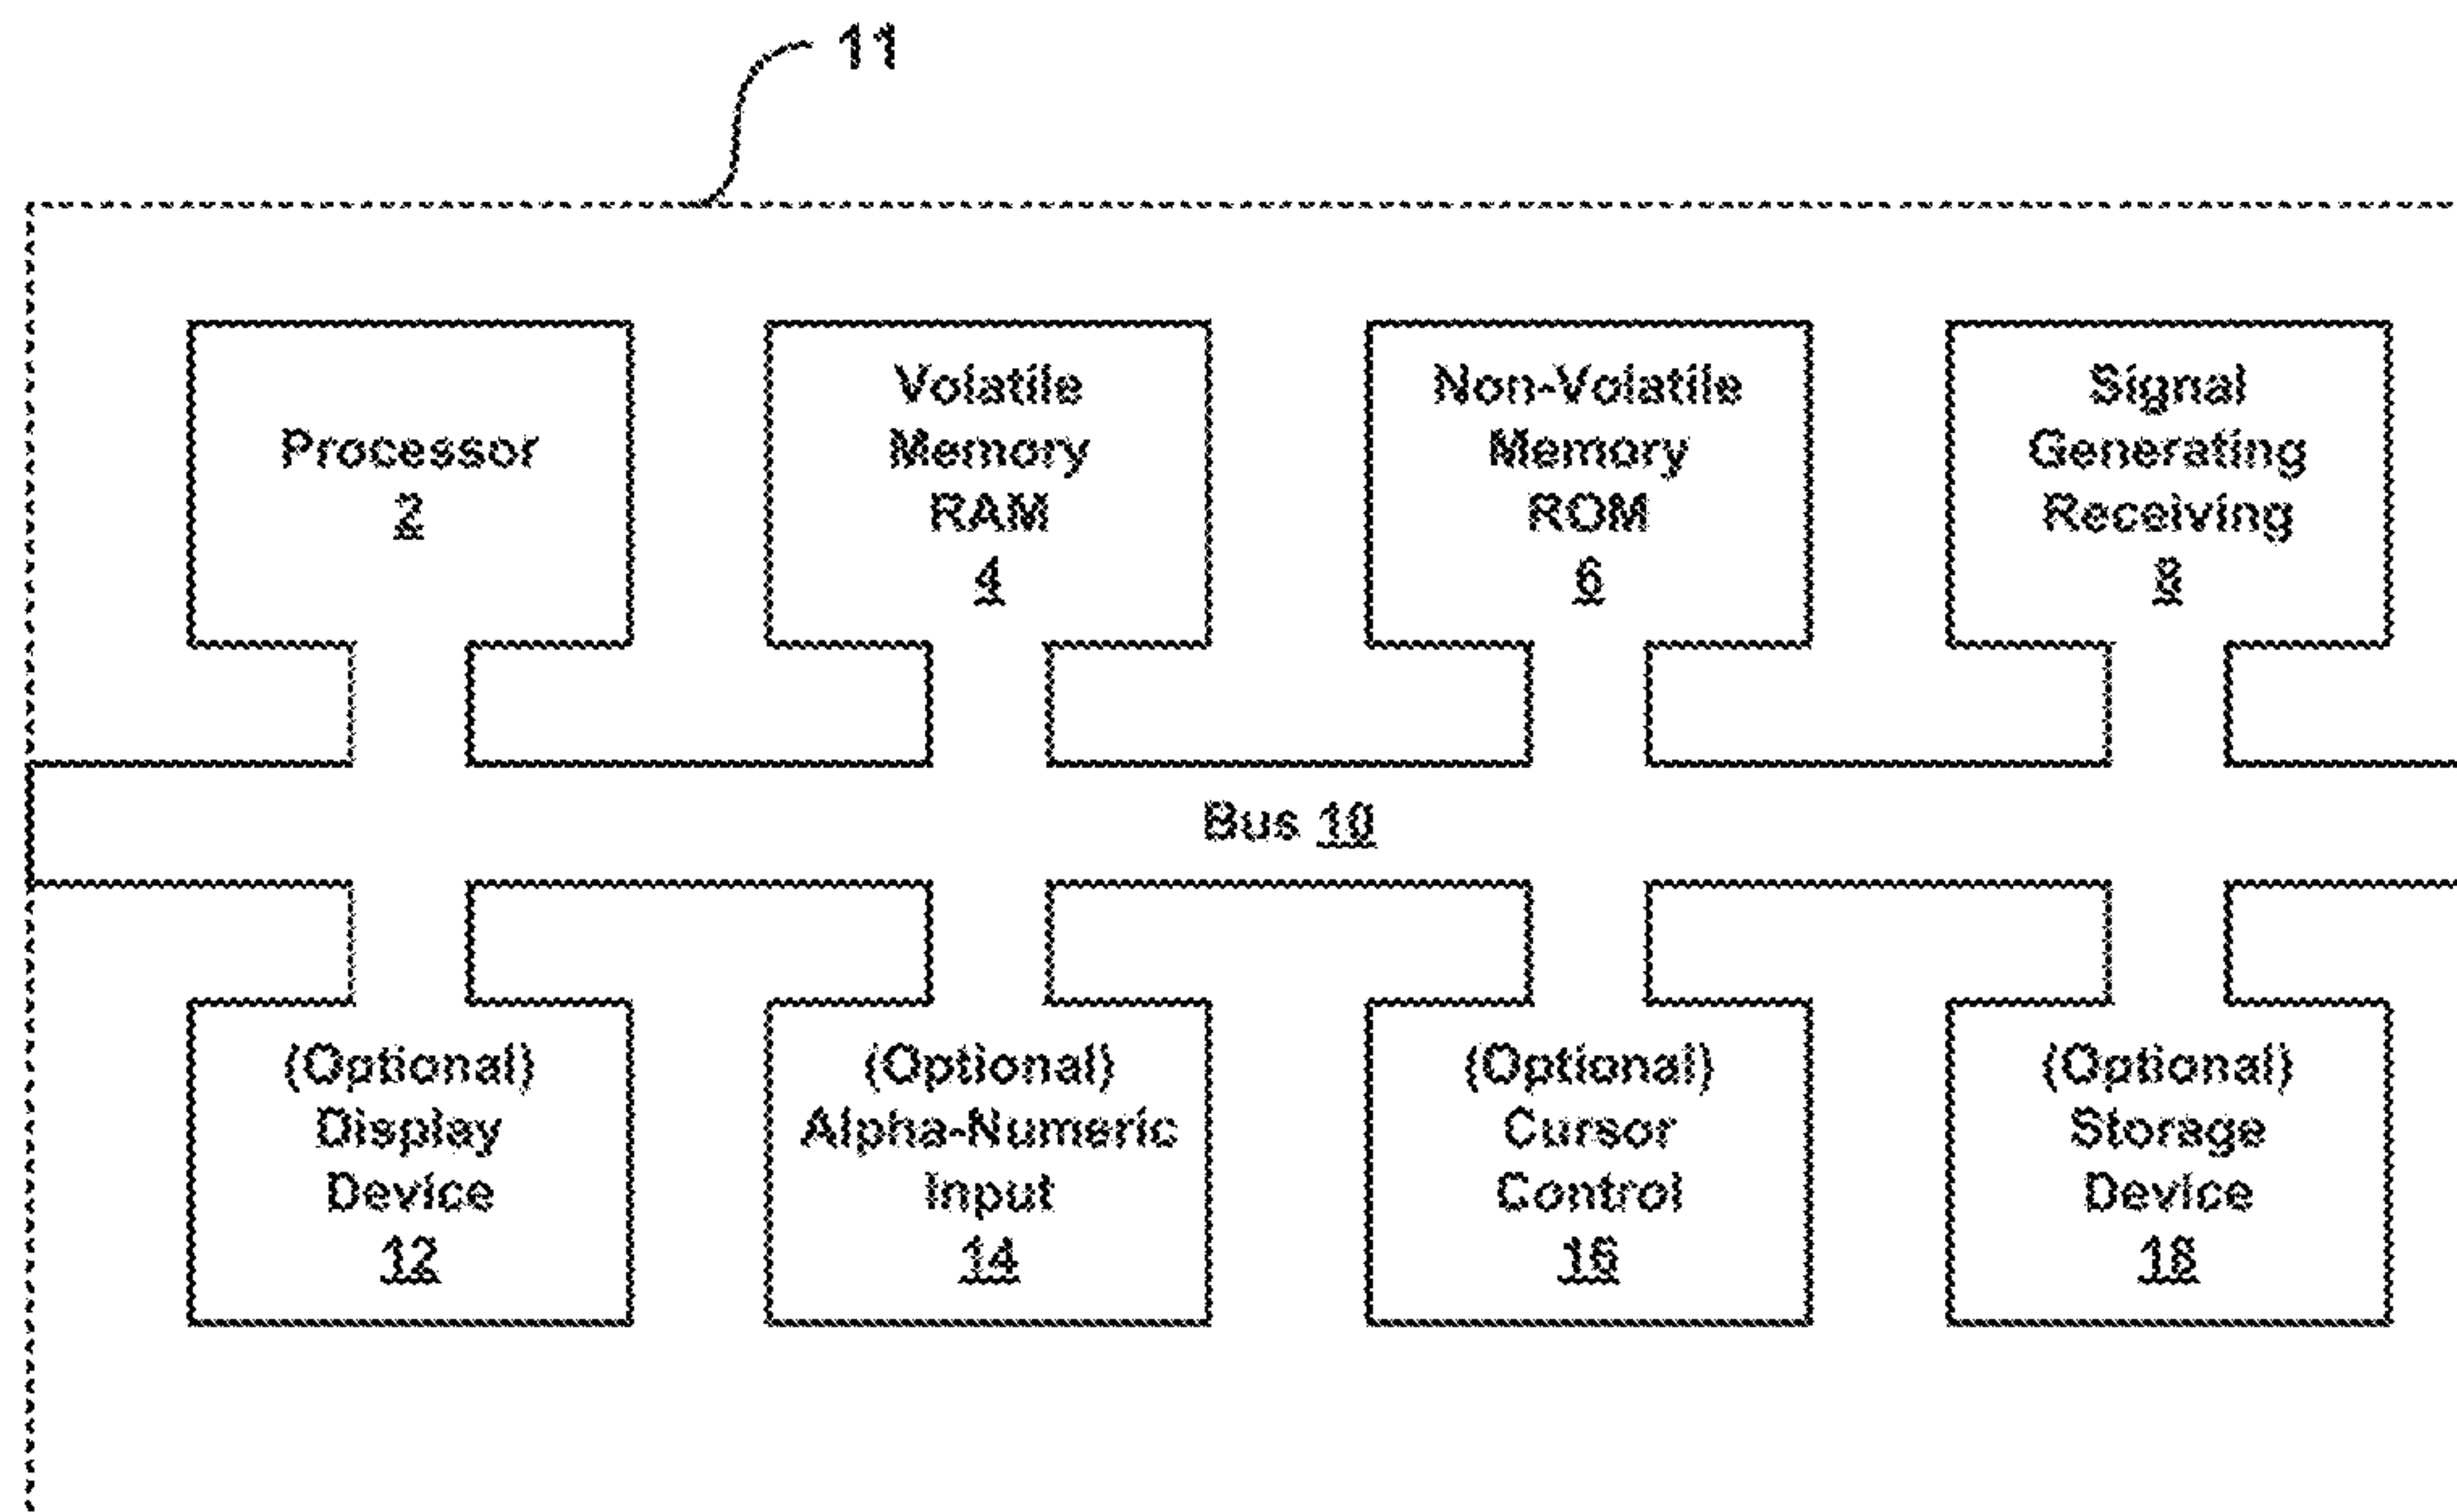 11
Processor
2
Volatile
Memory
RAM
4
Non-Volatile
Memory
ROM
6
Signal
Generating
Receiving
8
Bus 10
(Optional)
Display
Device
12
(Optional)
Alpha-Numeric
Input
14
(Optional)
Cursor
Control
16
(Optional)
Storage
Device
18